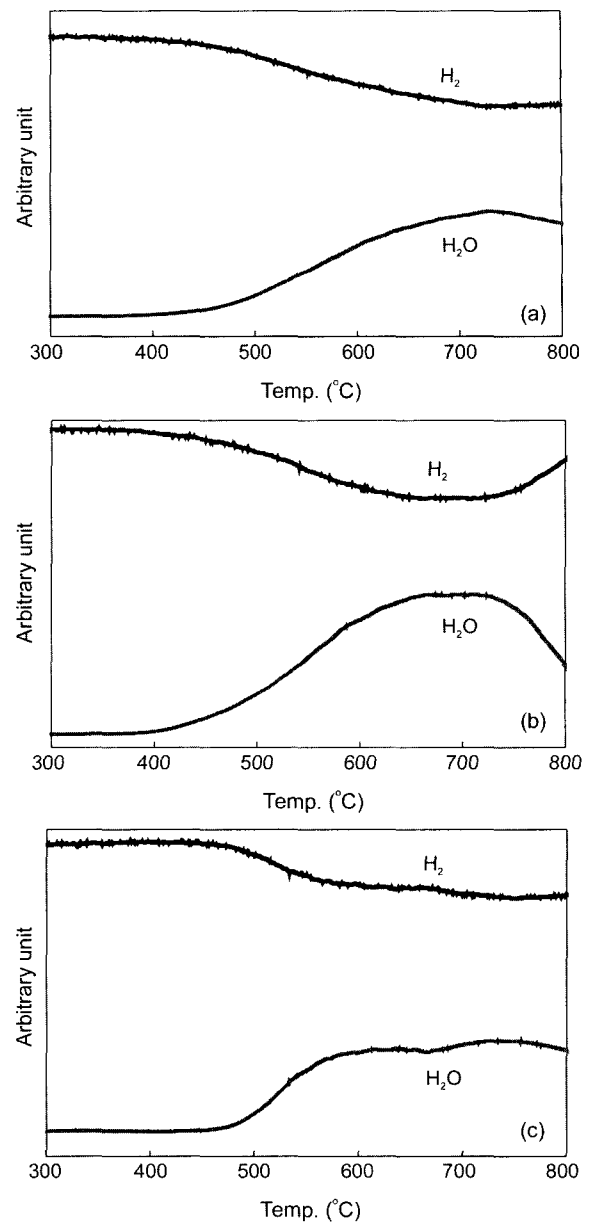 H₂
Arbitrary unit
H₂O
(a)
300 400 500 600 700 800
Temp. (°C)
H₂
Arbitrary unit
H₂O
(b)
300 400 500 600 700 800
Temp. (°C)
H₂
Arbitrary unit
H₂O
(c)
300 400 500 600 700 800
Temp. (°C)